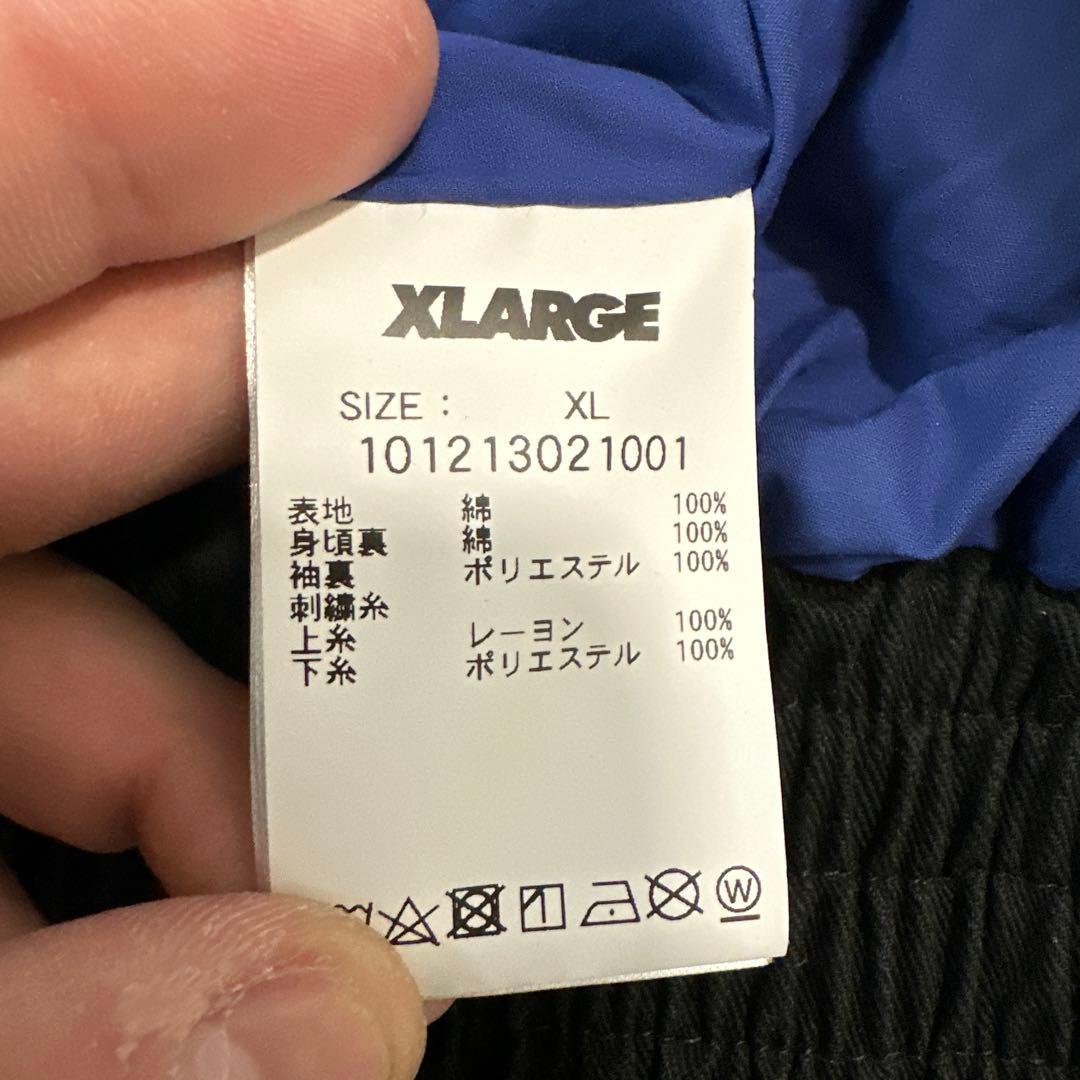 XLARGE
SIZE : XL
101213021001
表地 綿 100%
身頃裏 綿 100%
袖裏 ポリエステル 100%
刺繍糸
上糸 レーヨン 100%
下糸 ポリエステル 100%
W